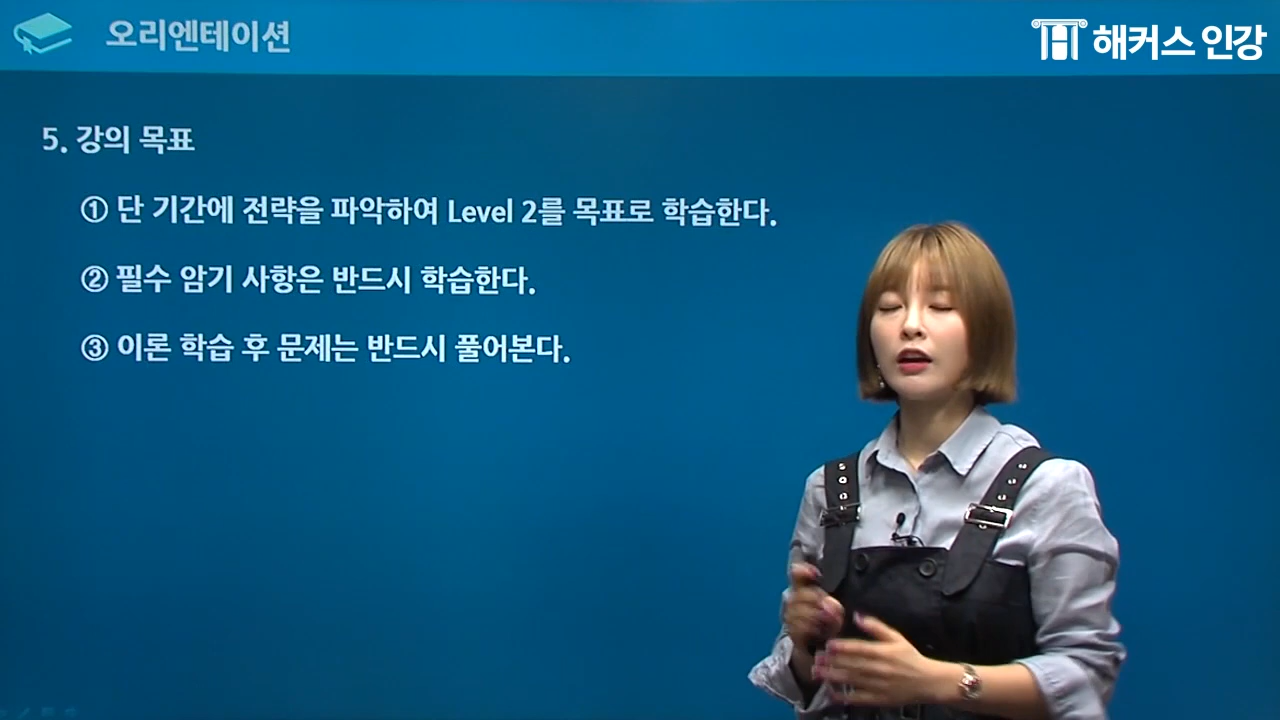 오리엔테이션
해커스 인강
5. 강의 목표
① 단 기간에 전략을 파악하여 Level 2를 목표로 학습한다.
② 필수 암기 사항은 반드시 학습한다.
③ 이론 학습 후 문제는 반드시 풀어본다.